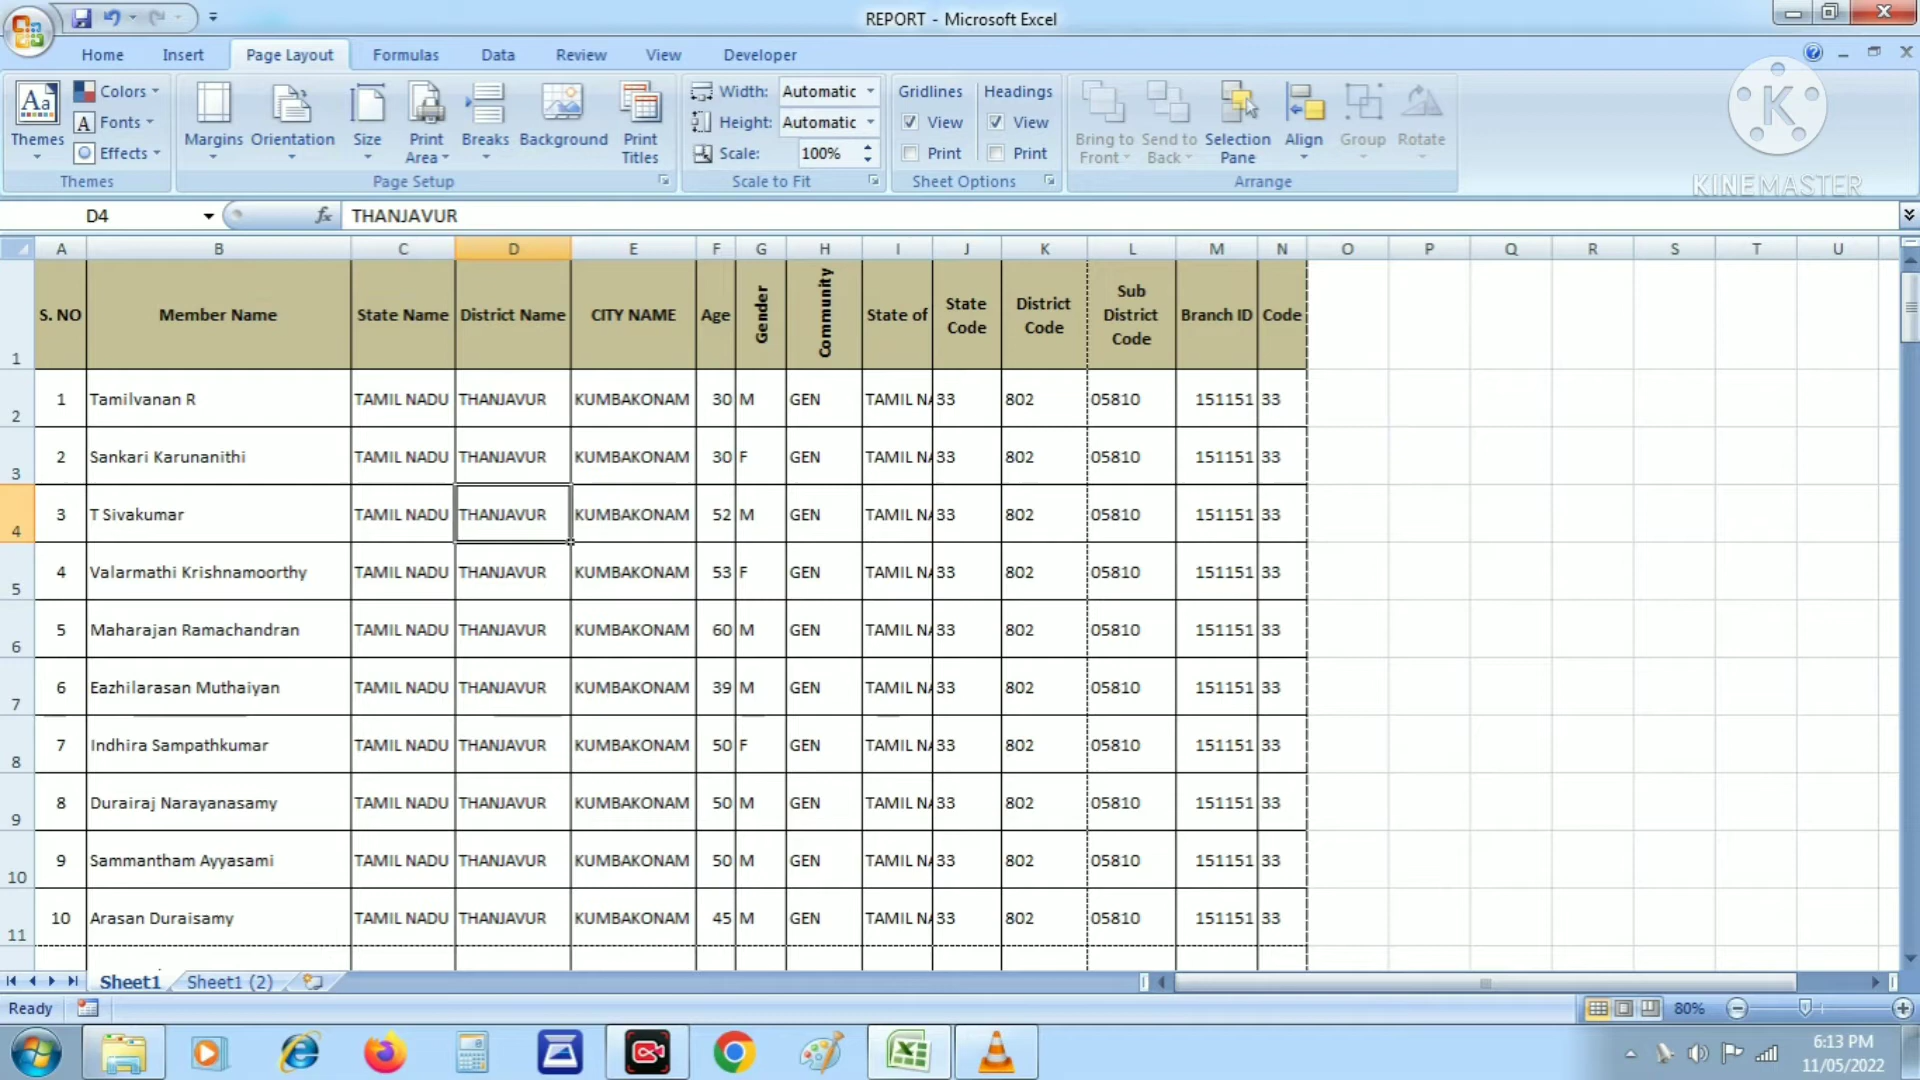 REPORT - Microsoft Excel
Home Insert Page Layout Formulas Data Review View Developer
Aa Themes
Colors
A Fonts
Effects
Themes
Margins Orientation Size Print Area Breaks Background Print Titles
Page Setup
Width: Automatic
Height: Automatic
Scale: 100%
Scale to Fit
Gridlines Headings
View View
Print Print
Sheet Options
Bring to Front Send to Back Selection Pane Align Group Rotate
Arrange
K
KINEMASTER
D4 fx THANJAVUR
A B C D E F G H I J K L M N O P Q R S T U
1 S. NO Member Name State Name District Name CITY NAME Age Gender Community State of State Code District Code Sub District Code Branch ID Code
2 1 Tamilvanan R TAMIL NADU THANJAVUR KUMBAKONAM 30 M GEN TAMIL NA 33 802 05810 151151 33
3 2 Sankari Karunanithi TAMIL NADU THANJAVUR KUMBAKONAM 30 F GEN TAMIL NA 33 802 05810 151151 33
4 3 T Sivakumar TAMIL NADU THANJAVUR KUMBAKONAM 52 M GEN TAMIL NA 33 802 05810 151151 33
5 4 Valarmathi Krishnamoorthy TAMIL NADU THANJAVUR KUMBAKONAM 53 F GEN TAMIL NA 33 802 05810 151151 33
6 5 Maharajan Ramachandran TAMIL NADU THANJAVUR KUMBAKONAM 60 M GEN TAMIL NA 33 802 05810 151151 33
7 6 Eazhilarasan Muthaiyan TAMIL NADU THANJAVUR KUMBAKONAM 39 M GEN TAMIL NA 33 802 05810 151151 33
8 7 Indhira Sampathkumar TAMIL NADU THANJAVUR KUMBAKONAM 50 F GEN TAMIL NA 33 802 05810 151151 33
9 8 Durairaj Narayanasamy TAMIL NADU THANJAVUR KUMBAKONAM 50 M GEN TAMIL NA 33 802 05810 151151 33
10 9 Sammantham Ayyasami TAMIL NADU THANJAVUR KUMBAKONAM 50 M GEN TAMIL NA 33 802 05810 151151 33
11 10 Arasan Duraisamy TAMIL NADU THANJAVUR KUMBAKONAM 45 M GEN TAMIL NA 33 802 05810 151151 33
Sheet1 Sheet1 (2)
Ready 80%
6:13 PM
11/05/2022